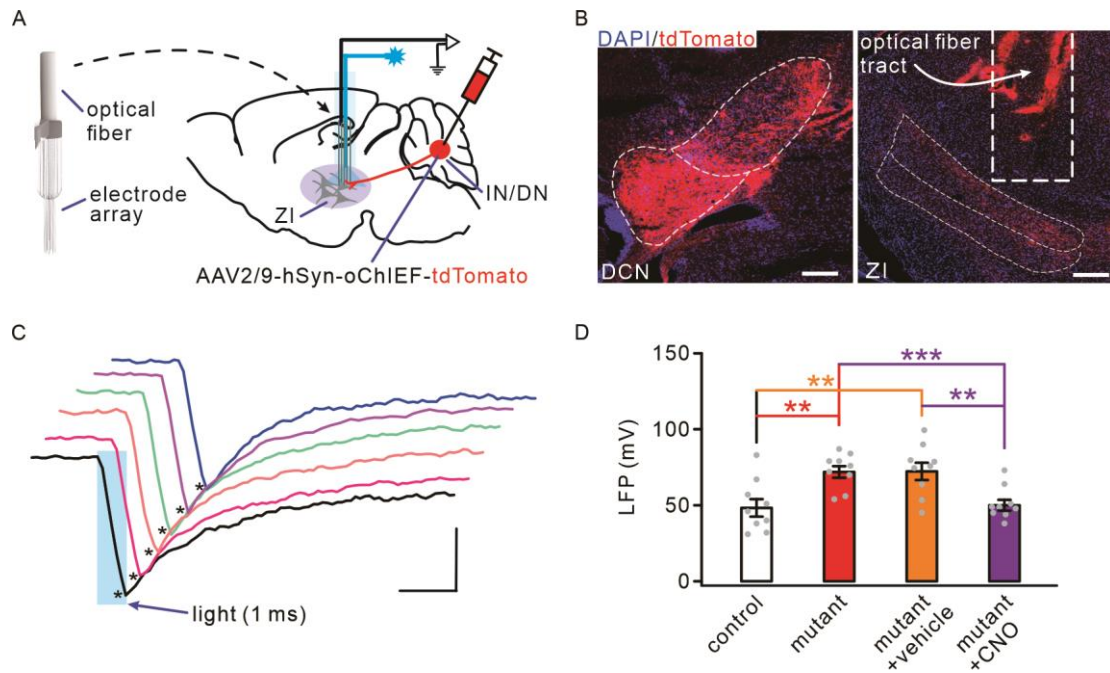 A
optical
fiber
electrode
array
ZI
IN/DN
AAV2/9-hSyn-oChIEF-tdTomato
B
DAPI/tdTomato
DCN
optical fiber
tract
ZI
C
*
*
*
*
*
*
light (1 ms)
D
LFP (mV)
150
100
50
0
***
**
**
**
control
mutant
mutant
+vehicle
mutant
+CNO